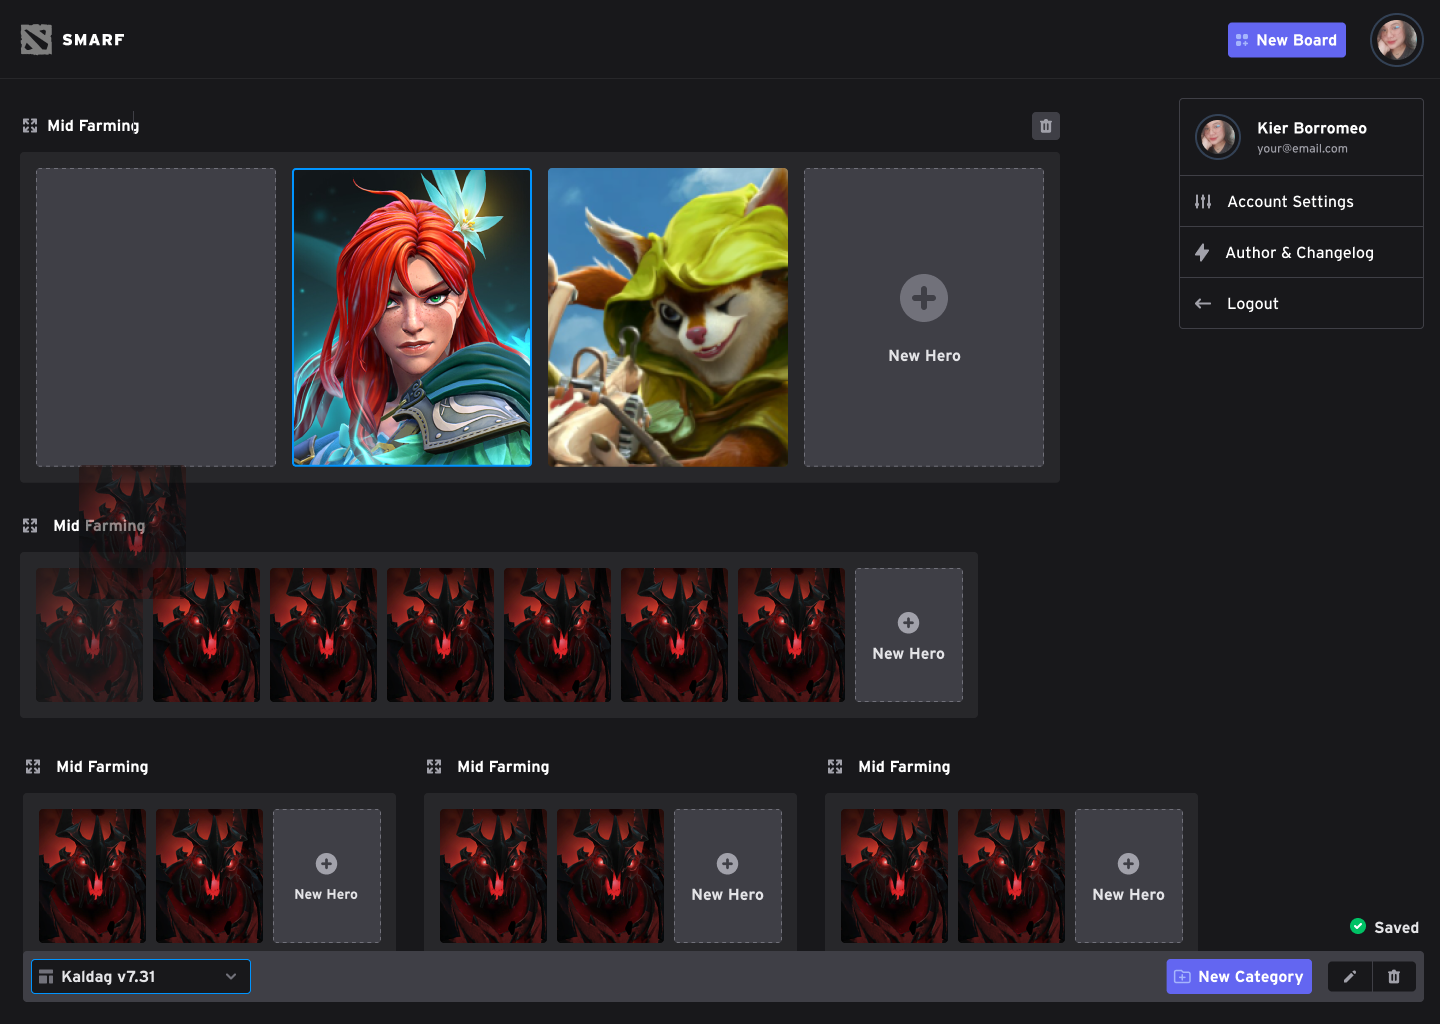 SMARF
New Board
Mid Farming
Kier Borromeo
your@email.com
Account Settings
Author & Changelog
Logout
New Hero
Mid Farming
New Hero
Mid Farming
Mid Farming
Mid Farming
New Hero
New Hero
New Hero
Saved
Kaldag v7.31
New Category